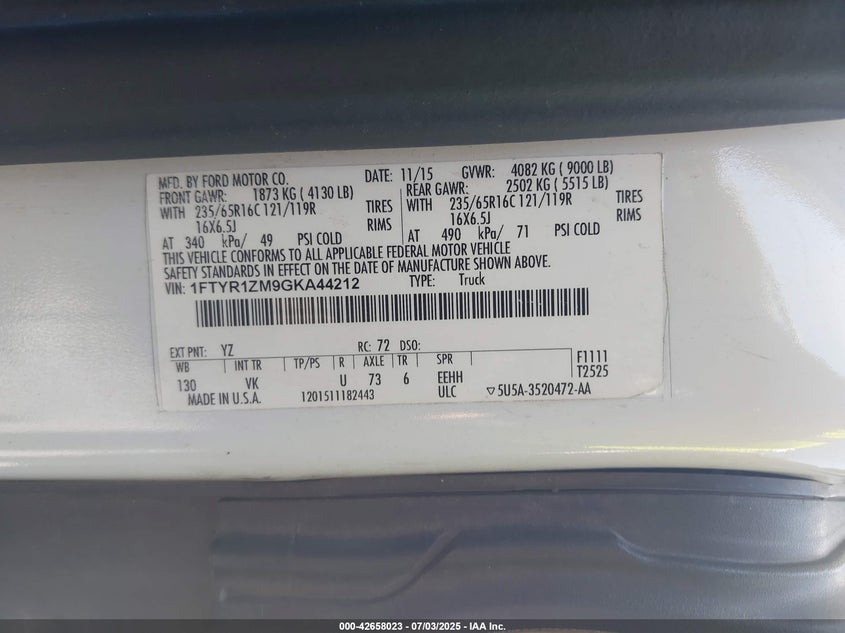 MFD. BY FORD MOTOR CO. DATE: 11/15 GVWR: 4082 KG ( 9000 LB)
FRONT GAWR: 1873 KG ( 4130 LB) REAR GAWR: 2502 KG ( 5515 LB)
WITH 235/65R16C 121/119R TIRES WITH 235/65R16C 121/119R TIRES
16X6.5J RIMS 16X6.5J RIMS
AT 340 kPa/ 49 PSI COLD AT 490 kPa/ 71 PSI COLD
THIS VEHICLE CONFORMS TO ALL APPLICABLE FEDERAL MOTOR VEHICLE
SAFETY STANDARDS IN EFFECT ON THE DATE OF MANUFACTURE SHOWN ABOVE.
VIN: 1FTYR1ZM9GKA44212 TYPE: Truck
EXT PNT: YZ RC: 72 DSO:
WB INT TR TP/PS R AXLE TR SPR F1111
130 VK U 73 6 EEHH T2525
MADE IN U.S.A. 1201511182443 ULC ▽5U5A-3520472-AA
000-42658023 - 07/03/2025 - IAA Inc.